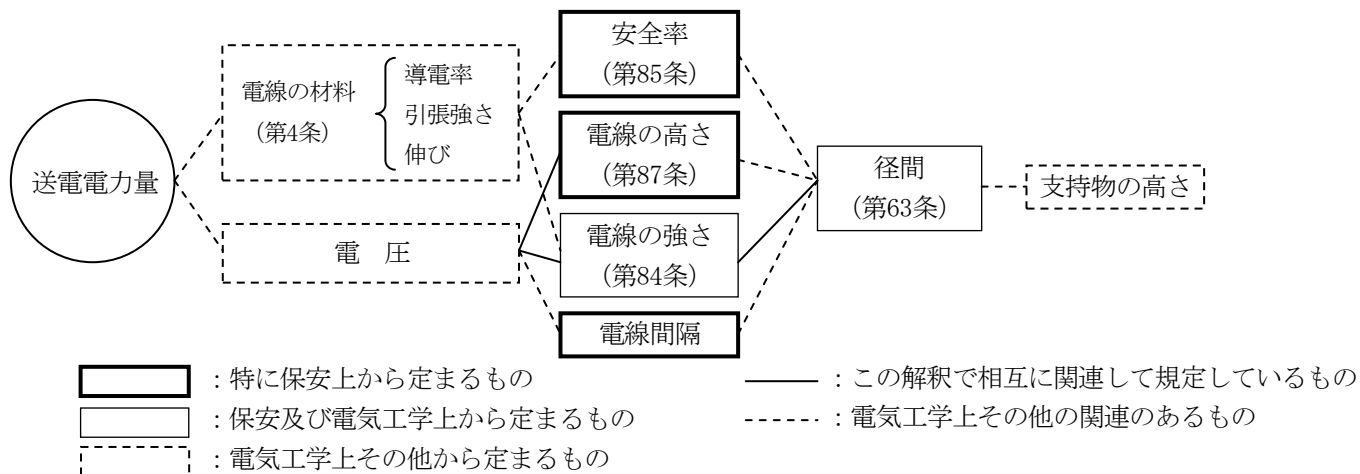 送電電力量
電線の材料
(第4条)
導電率
引張強さ
伸び
電　圧
安全率
(第85条)
電線の高さ
(第87条)
電線の強さ
(第84条)
電線間隔
径間
(第63条)
支持物の高さ
：特に保安上から定まるもの
：保安及び電気工学上から定まるもの
：電気工学上その他から定まるもの
：この解釈で相互に関連して規定しているもの
：電気工学上その他の関連のあるもの